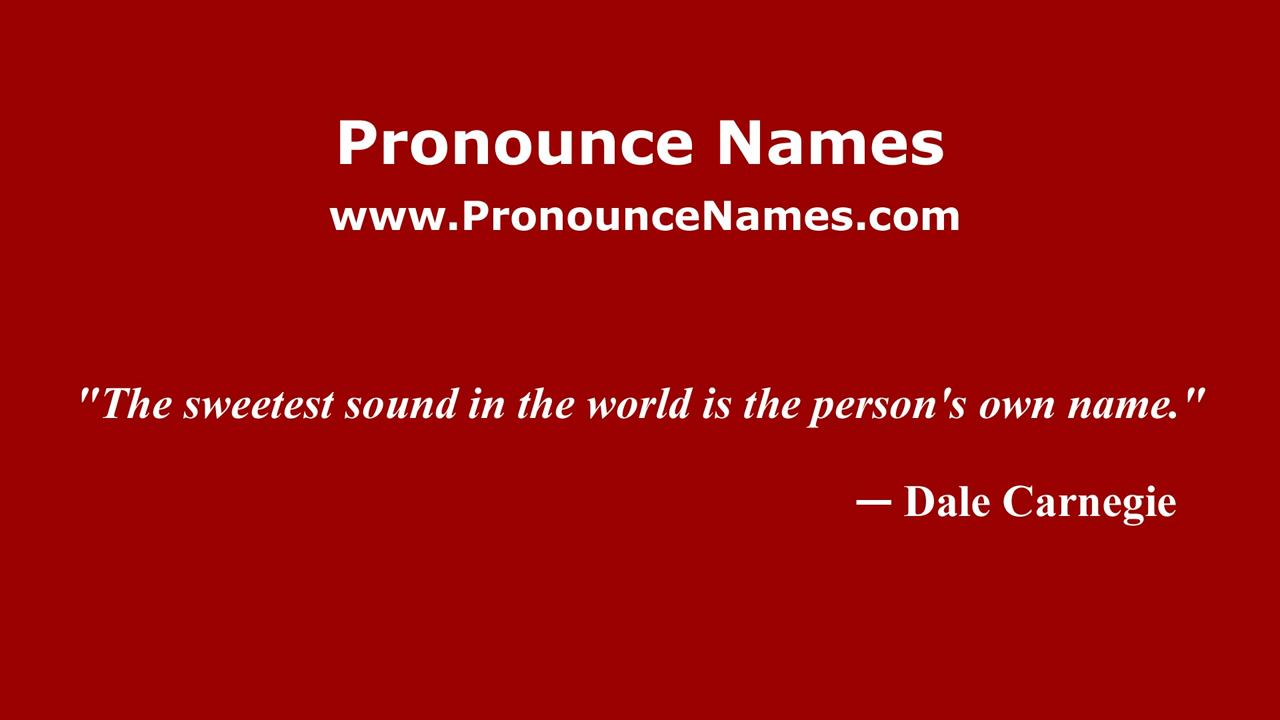 Pronounce Names
www.PronounceNames.com
"The sweetest sound in the world is the person's own name."
— Dale Carnegie